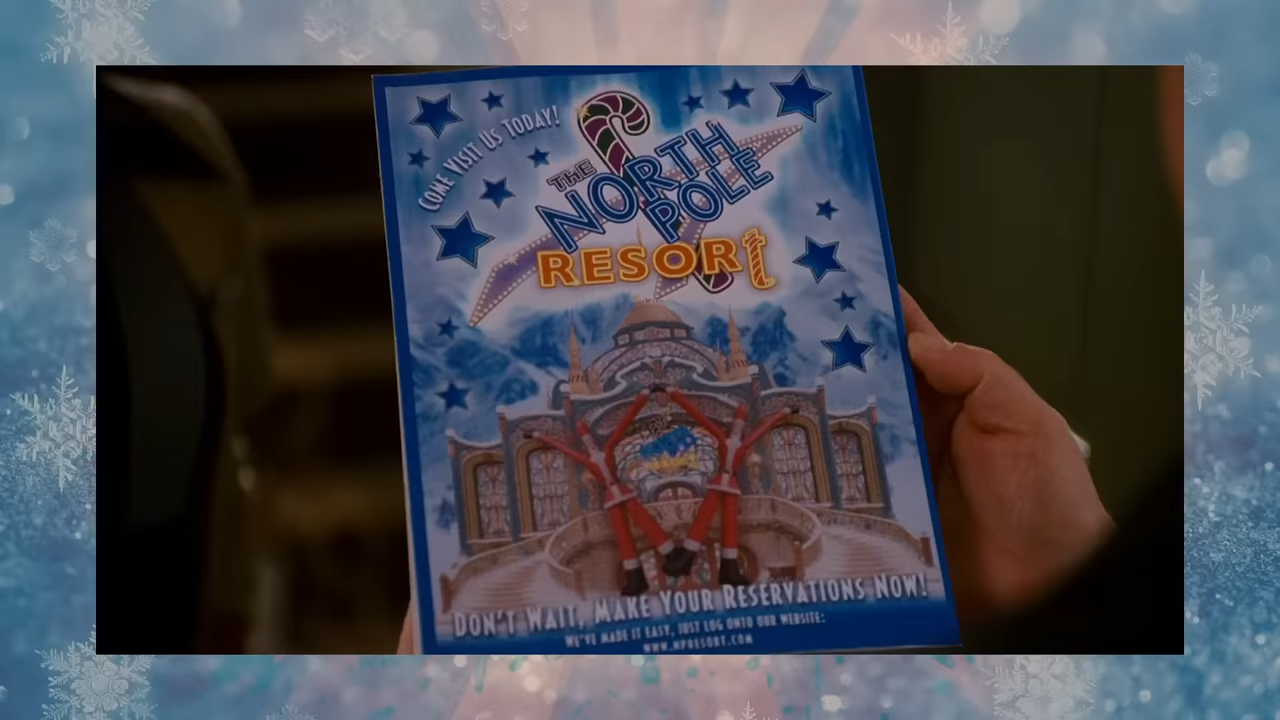 Come Visit Us Today!
THE
NORTH
POLE
RESORt
Don't Wait, Make Your Reservations Now!
We've made it easy, just log onto our website:
www.npresort.com